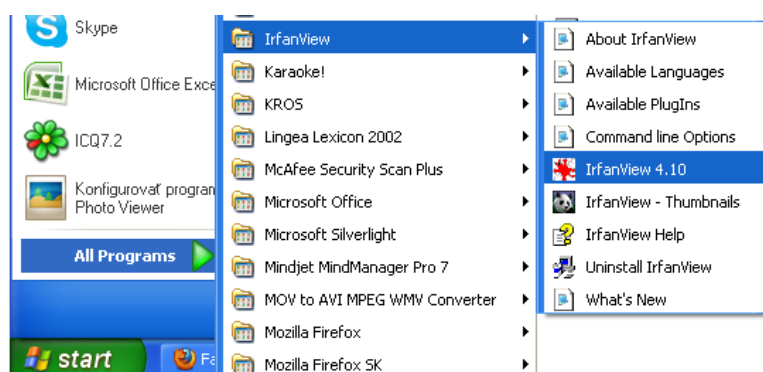 Skype
Microsoft Office Exce
ICQ7.2
Konfigurovať program
Photo Viewer
All Programs
start
Fa
IrfanView
Karaoke!
KROS
Lingea Lexicon 2002
McAfee Security Scan Plus
Microsoft Office
Microsoft Silverlight
Mindjet MindManager Pro 7
MOV to AVI MPEG WMV Converter
Mozilla Firefox
Mozilla Firefox SK
About IrfanView
Available Languages
Available PlugIns
Command line Options
IrfanView 4.10
IrfanView - Thumbnails
IrfanView Help
Uninstall IrfanView
What's New